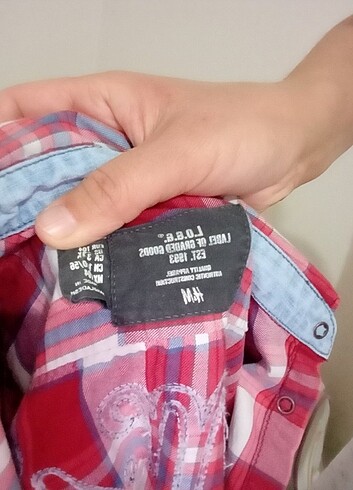 L.O.G.G.®
LABEL OF GRADED GOODS
EST. 1993
QUALITY APPAREL
AUTHENTIC CONSTRUCTION
H&M